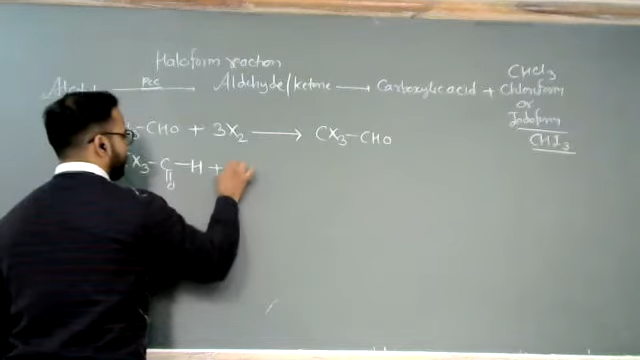 Haloform reaction
PCC → Aldehyde/ketone → Carboxylic acid + CHCl3 Chloroform or Iodoform CHI3
-CHO + 3X2 → CX3-CHO
X3-C-H +
O